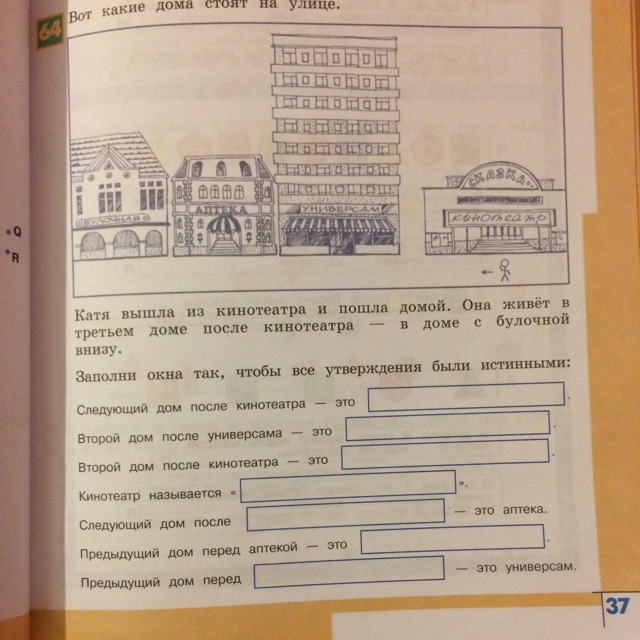 Вот какие дома стоят на улице.
64
СКАЗКА
УНИВЕРСАМ
АПТЕКА
БУЛОЧНАЯ
КИНОТЕАТР
Q
R
Катя вышла из кинотеатра и пошла домой. Она живёт в
третьем доме после кинотеатра — в доме с булочной
внизу.
Заполни окна так, чтобы все утверждения были истинными:
Следующий дом после кинотеатра — это .
Второй дом после универсама — это .
Второй дом после кинотеатра — это .
Кинотеатр называется « ».
Следующий дом после — это аптека.
Предыдущий дом перед аптекой — это .
Предыдущий дом перед — это универсам.
37